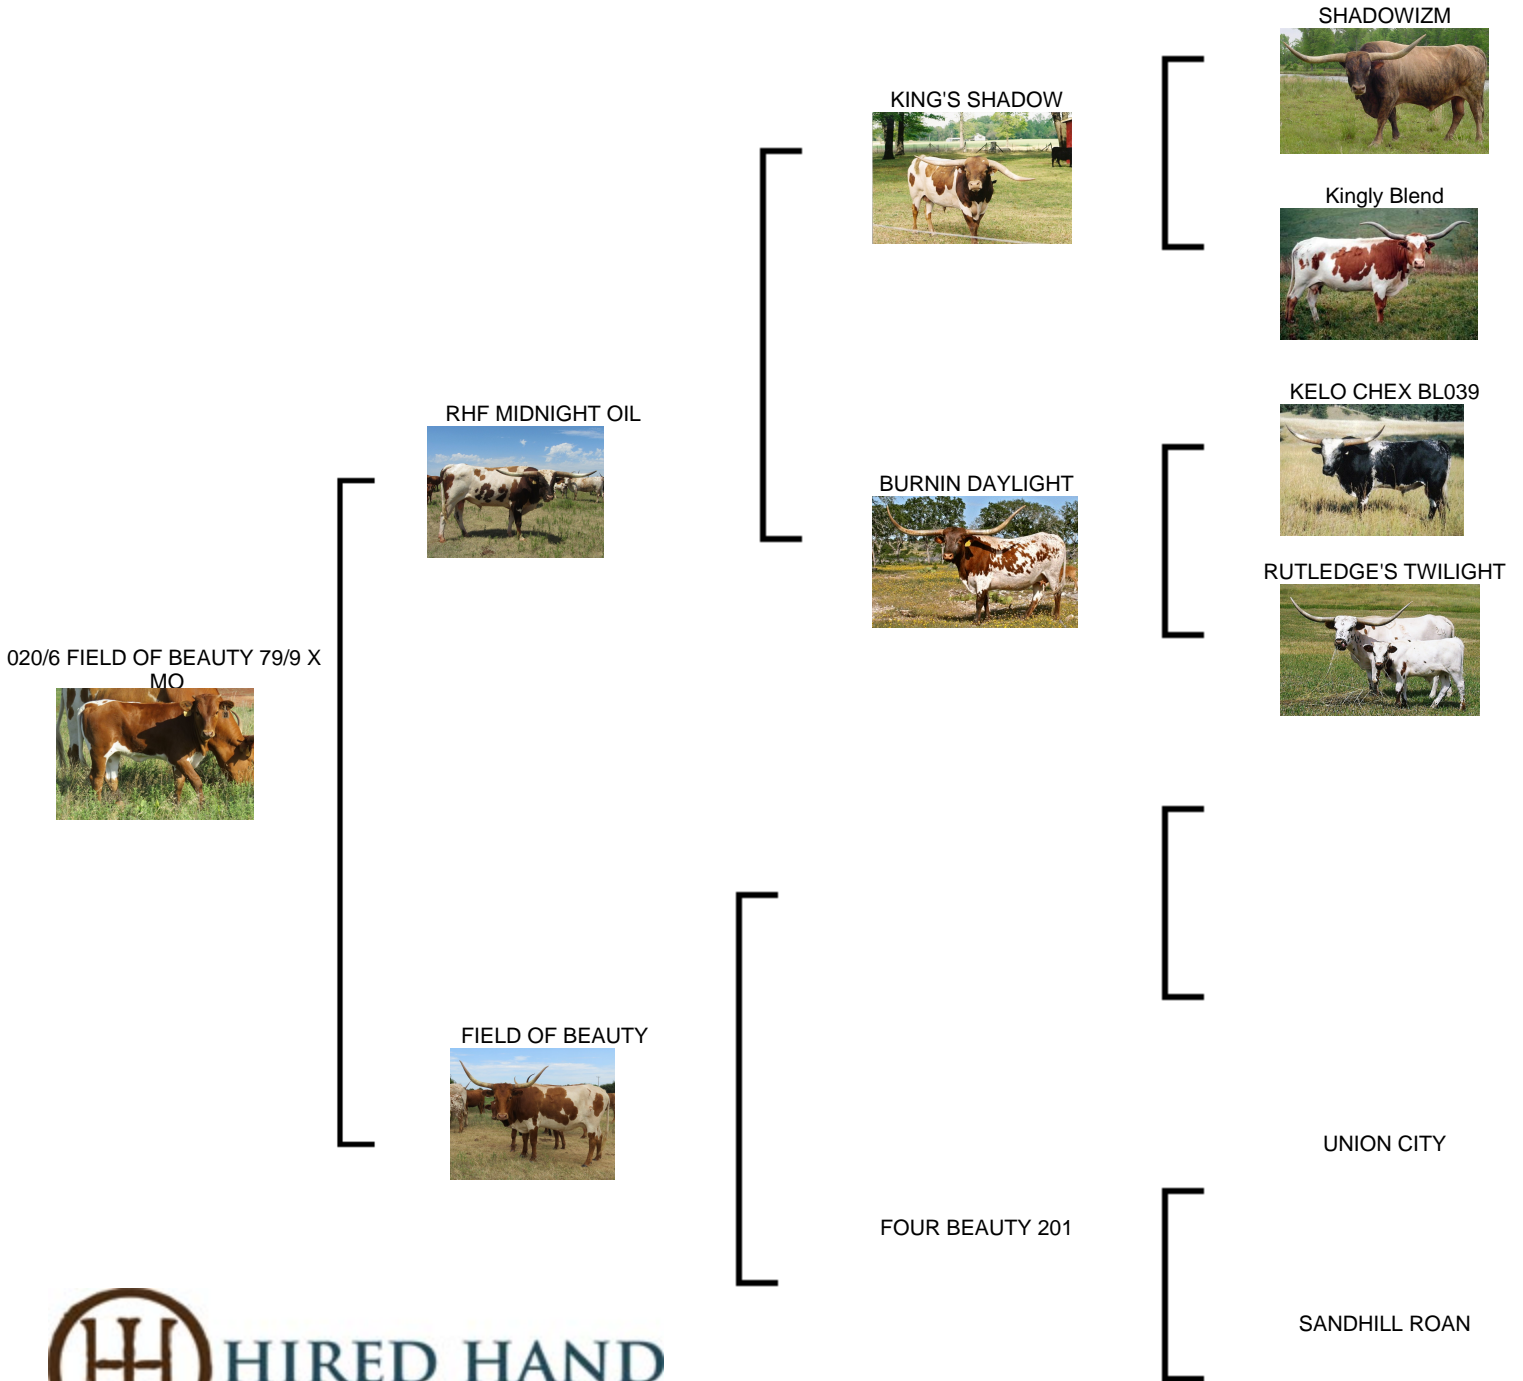 SHADOWIZM
KING'S SHADOW
Kingly Blend
KELO CHEX BL039
RHF MIDNIGHT OIL
BURNIN DAYLIGHT
RUTLEDGE'S TWILIGHT
020/6 FIELD OF BEAUTY 79/9 X
MO
FIELD OF BEAUTY
UNION CITY
FOUR BEAUTY 201
SANDHILL ROAN
HIRED HAND